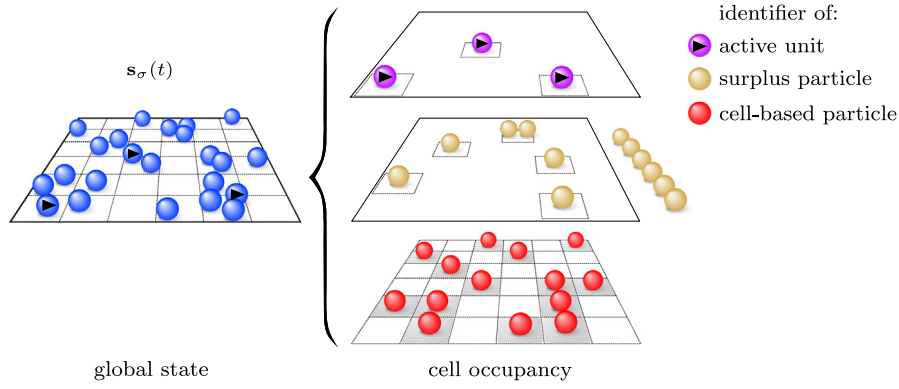 identifier of:
active unit
surplus particle
cell-based particle
𝐬_σ(t)
global state
cell occupancy